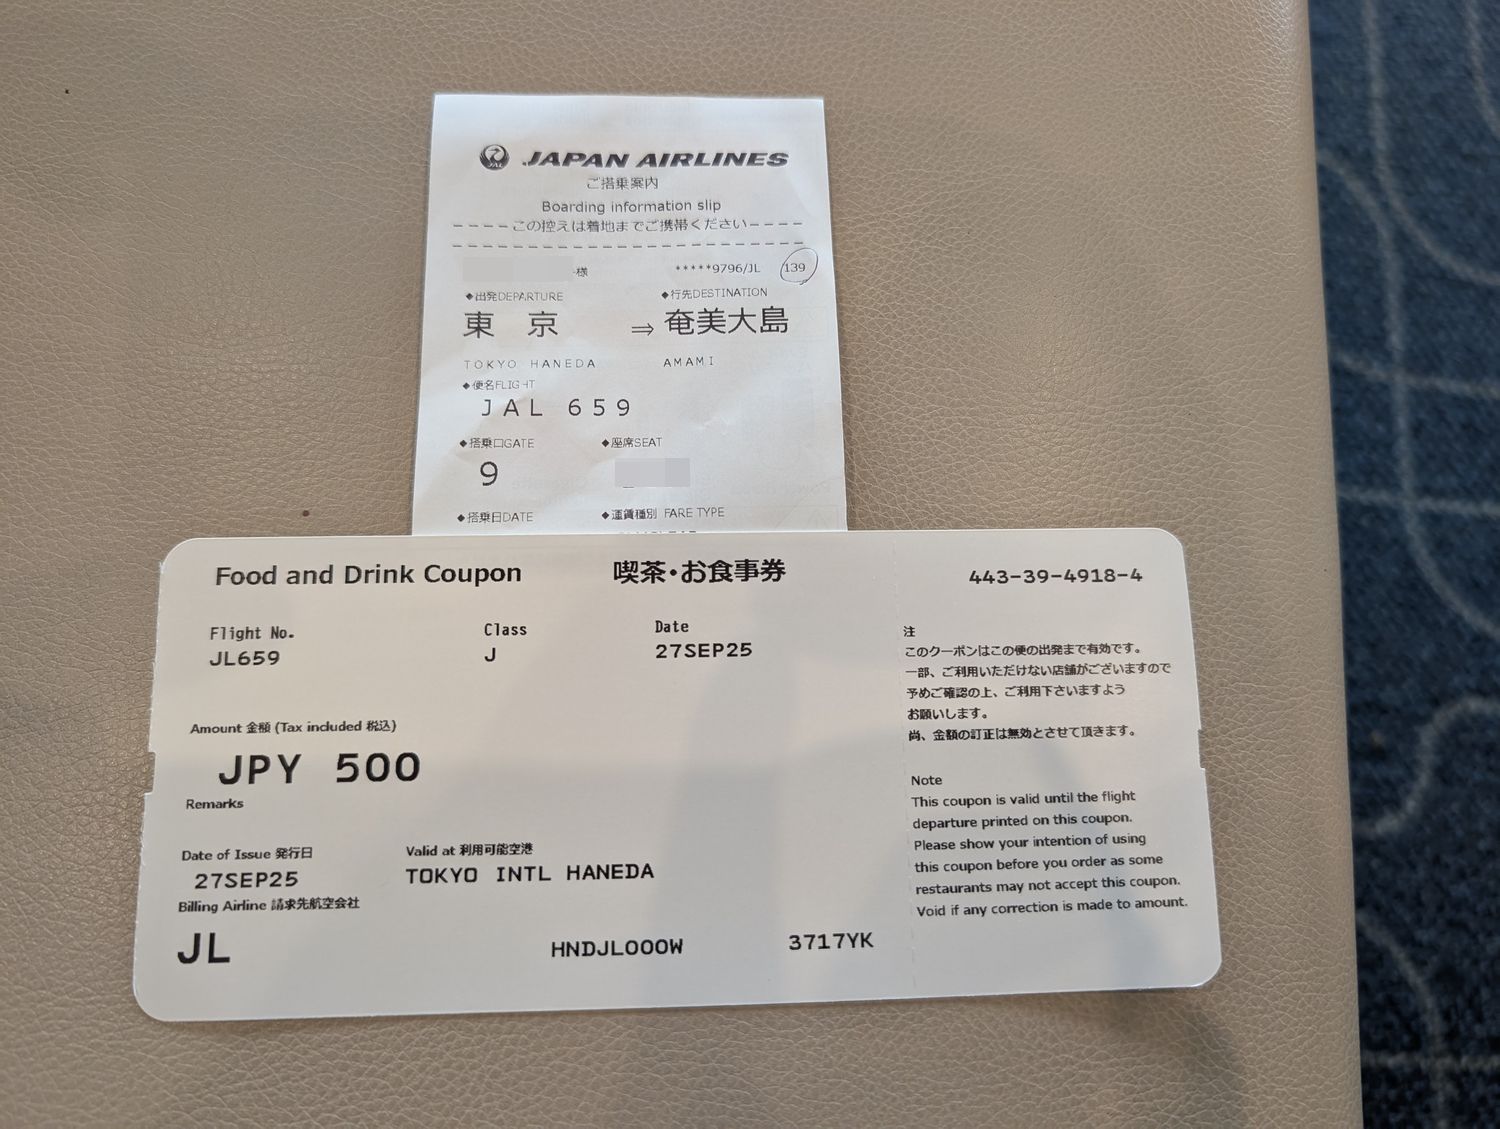 JAL
JAPAN AIRLINES
ご搭乗案内
Boarding information slip
----この控えは着地までご携帯ください----
様 *****9796/JL 139
◆出発DEPARTURE ◆行先DESTINATION
東 京 ⇒ 奄美大島
TOKYO HANEDA AMAMI
◆便名FLIGHT
JAL 659
◆搭乗口GATE ◆座席SEAT
9
◆搭乗日DATE ◆運賃種別 FARE TYPE
Food and Drink Coupon 喫茶・お食事券 443-39-4918-4
Flight No. Class Date
JL659 J 27SEP25
Amount 金額 (Tax included 税込)
JPY 500
Remarks
Date of Issue 発行日 Valid at 利用可能空港
27SEP25 TOKYO INTL HANEDA
Billing Airline 請求先航空会社
JL HNDJL000W 3717YK
注
このクーポンはこの便の出発まで有効です。
一部、ご利用いただけない店舗がございますので
予めご確認の上、ご利用下さいますよう
お願いします。
尚、金額の訂正は無効とさせて頂きます。
Note
This coupon is valid until the flight
departure printed on this coupon.
Please show your intention of using
this coupon before you order as some
restaurants may not accept this coupon.
Void if any correction is made to amount.